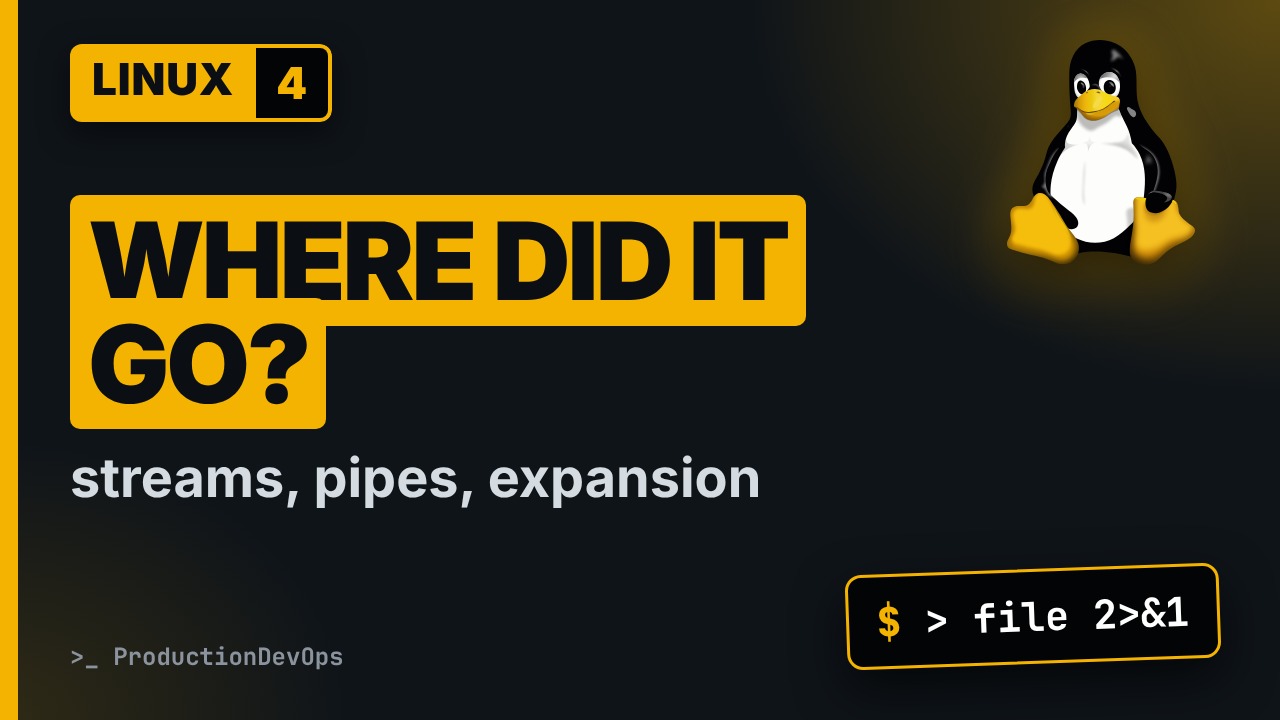 LINUX 4
WHERE DID IT
GO?
streams, pipes, expansion
$ > file 2>&1
>_ ProductionDevOps